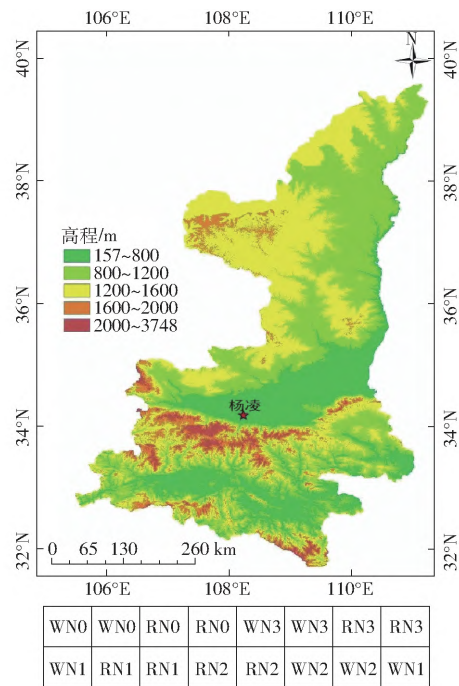 106°E 108°E 110°E
N
40°N 40°N
38°N 38°N
高程/m
157~800
800~1200
1200~1600
1600~2000
2000~3748
36°N 36°N
杨凌
34°N 34°N
32°N 32°N
0 65 130 260 km
106°E 108°E 110°E
WN0 WN0 RN0 RN0 WN3 WN3 RN3 RN3
WN1 RN1 RN1 RN2 RN2 WN2 WN2 WN1